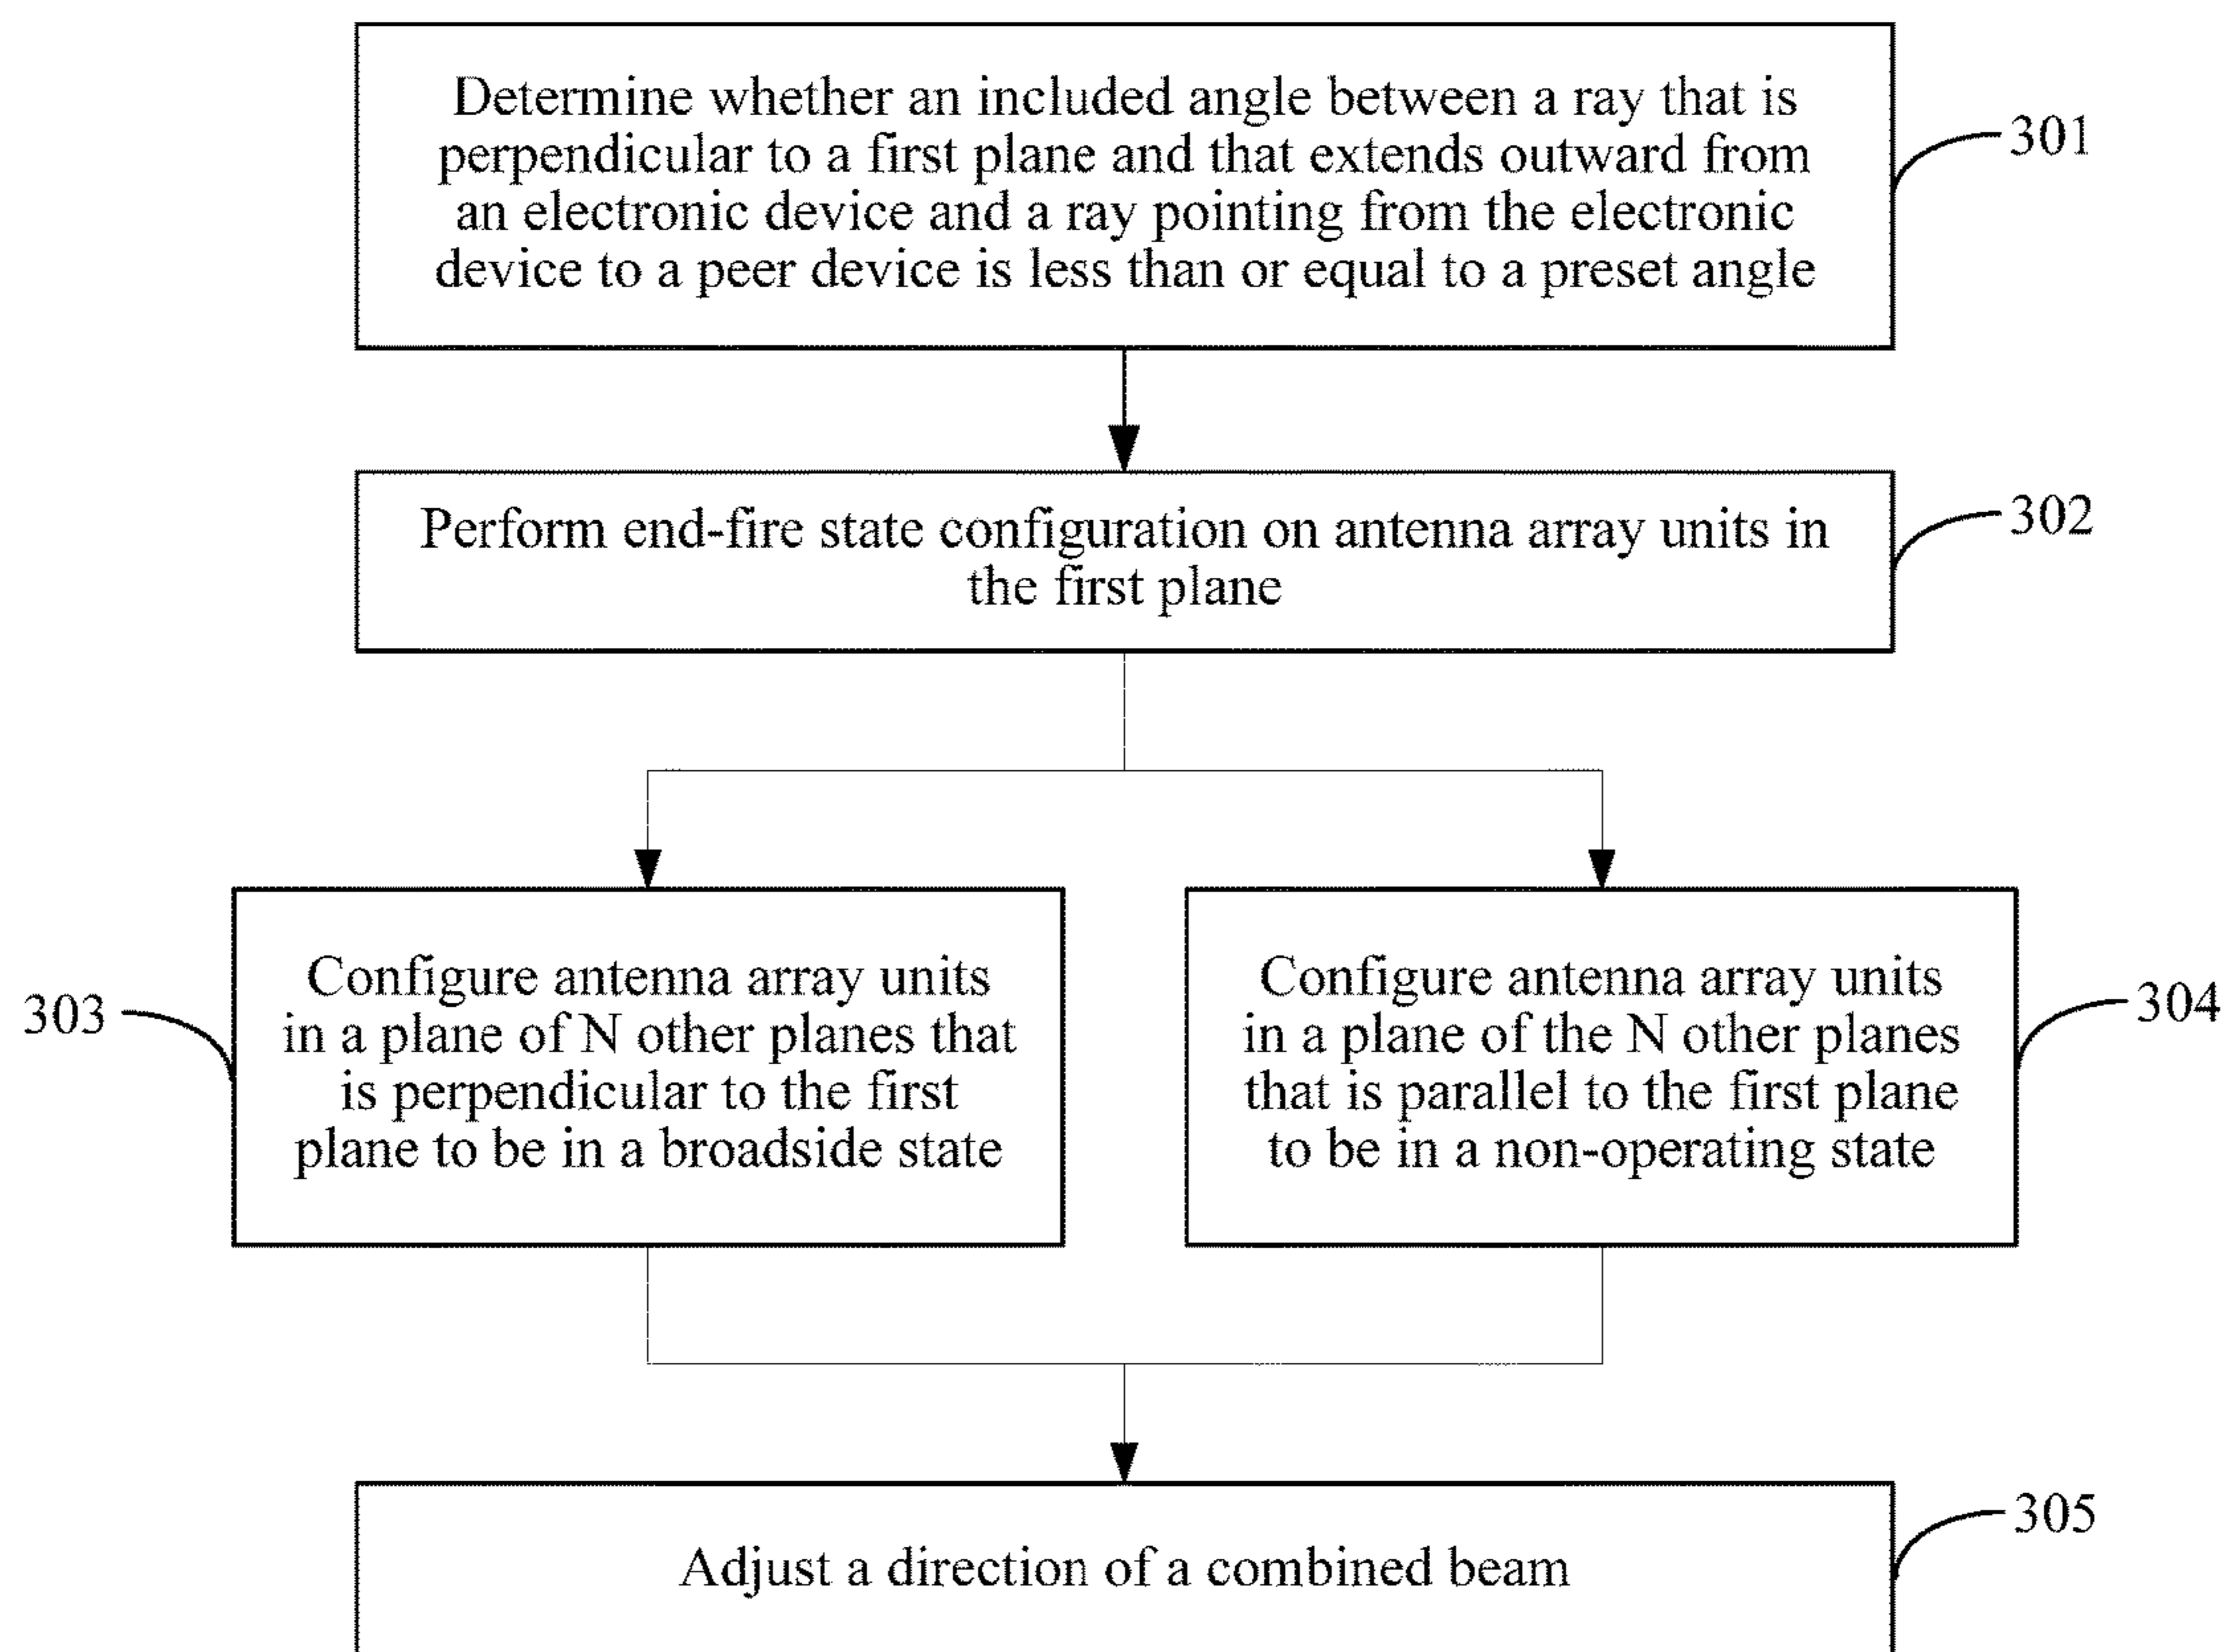 Determine whether an included angle between a ray that is
perpendicular to a first plane and that extends outward from
an electronic device and a ray pointing from the electronic
device to a peer device is less than or equal to a preset angle
301
Perform end-fire state configuration on antenna array units in
the first plane
302
303
Configure antenna array units
in a plane of N other planes that
is perpendicular to the first
plane to be in a broadside state
Configure antenna array units
in a plane of the N other planes
that is parallel to the first plane
to be in a non-operating state
304
Adjust a direction of a combined beam
305